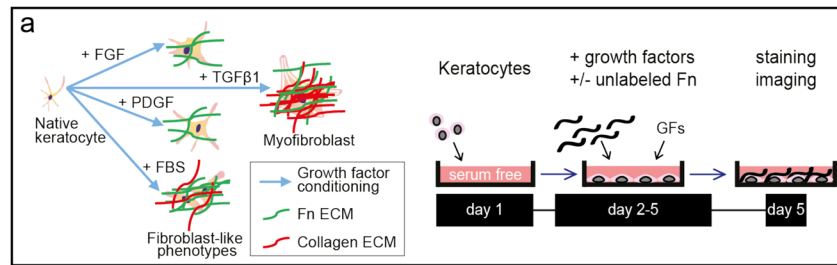 a
+ FGF
+ TGFβ1
+ PDGF
Native
keratocyte
Myofibroblast
+ FBS
Fibroblast-like
phenotypes
Growth factor
conditioning
Fn ECM
Collagen ECM
Keratocytes
+ growth factors
+/- unlabeled Fn
staining
imaging
GFs
serum free
day 1
day 2-5
day 5